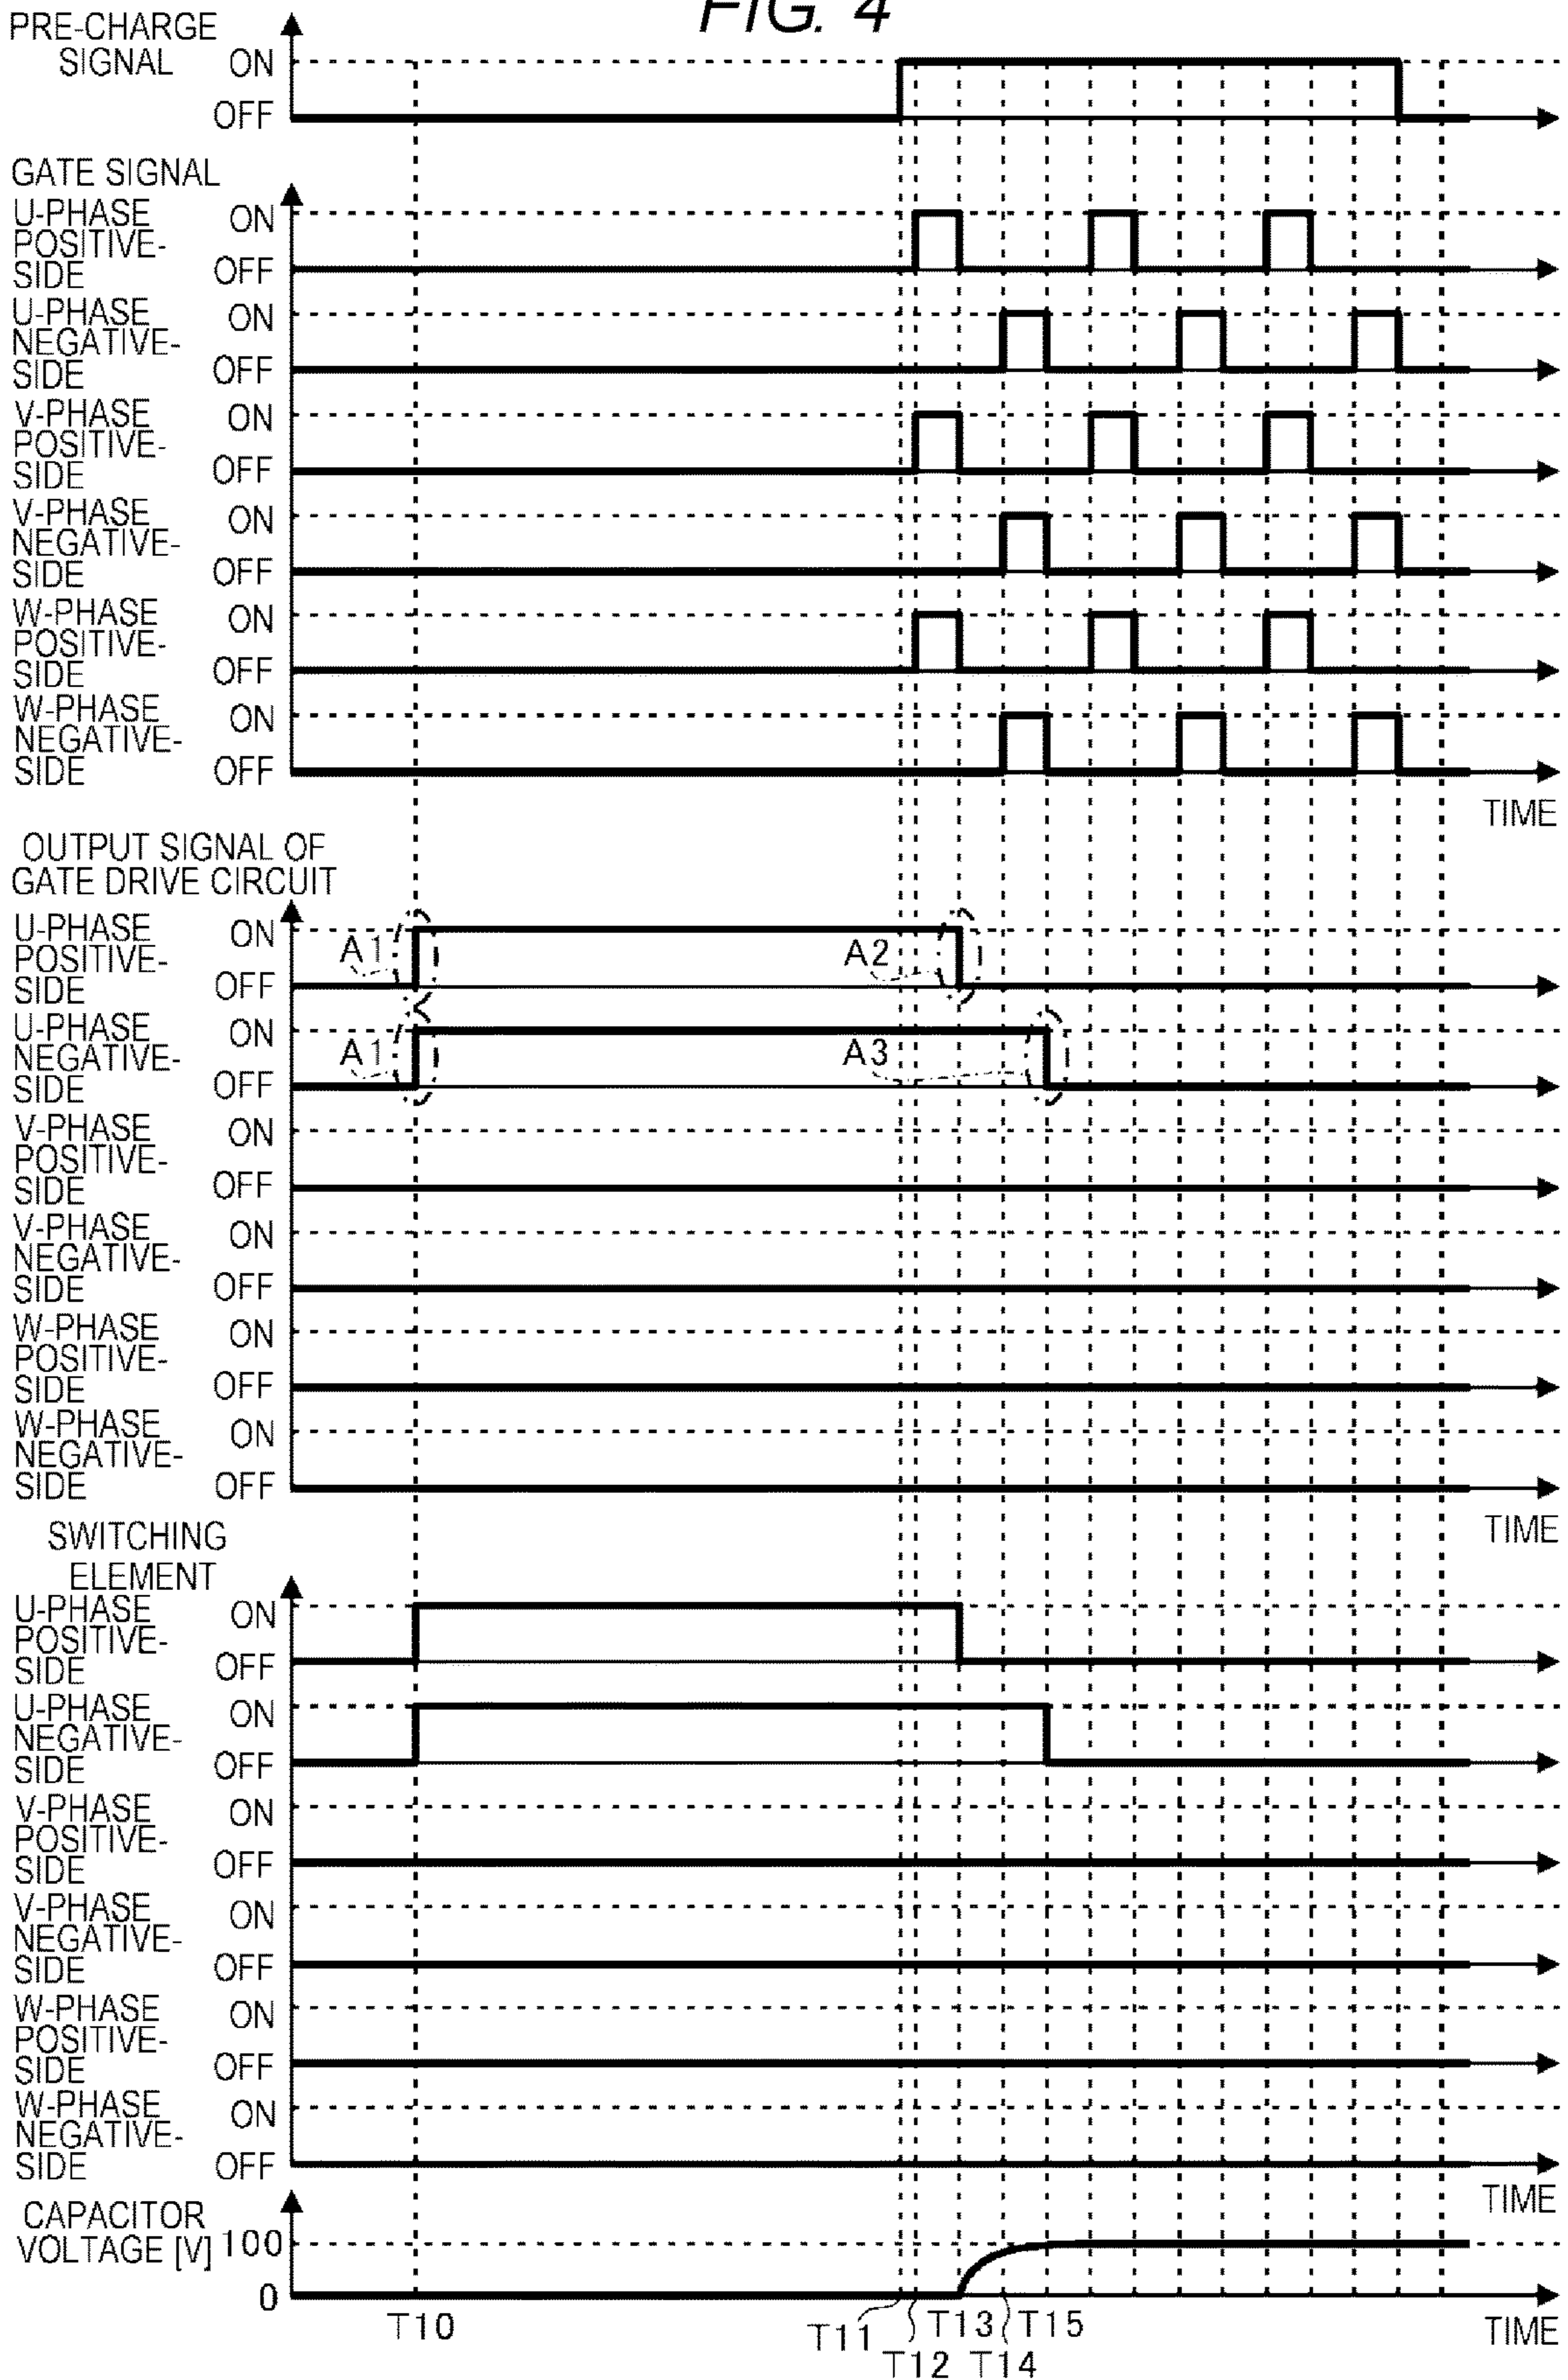 FIG. 4
PRE-CHARGE
SIGNAL
ON
OFF
GATE SIGNAL
U-PHASE
POSITIVE-
SIDE
ON
OFF
U-PHASE
NEGATIVE-
SIDE
ON
OFF
V-PHASE
POSITIVE-
SIDE
ON
OFF
V-PHASE
NEGATIVE-
SIDE
ON
OFF
W-PHASE
POSITIVE-
SIDE
ON
OFF
W-PHASE
NEGATIVE-
SIDE
ON
OFF
TIME
OUTPUT SIGNAL OF
GATE DRIVE CIRCUIT
U-PHASE
POSITIVE-
SIDE
ON
OFF
A1
A2
U-PHASE
NEGATIVE-
SIDE
ON
OFF
A1
A3
V-PHASE
POSITIVE-
SIDE
ON
OFF
V-PHASE
NEGATIVE-
SIDE
ON
OFF
W-PHASE
POSITIVE-
SIDE
ON
OFF
W-PHASE
NEGATIVE-
SIDE
ON
OFF
TIME
SWITCHING
ELEMENT
U-PHASE
POSITIVE-
SIDE
ON
OFF
U-PHASE
NEGATIVE-
SIDE
ON
OFF
V-PHASE
POSITIVE-
SIDE
ON
OFF
V-PHASE
NEGATIVE-
SIDE
ON
OFF
W-PHASE
POSITIVE-
SIDE
ON
OFF
W-PHASE
NEGATIVE-
SIDE
ON
OFF
TIME
CAPACITOR
VOLTAGE [V]
100
0
T10
T11
T12
T13
T14
T15
TIME